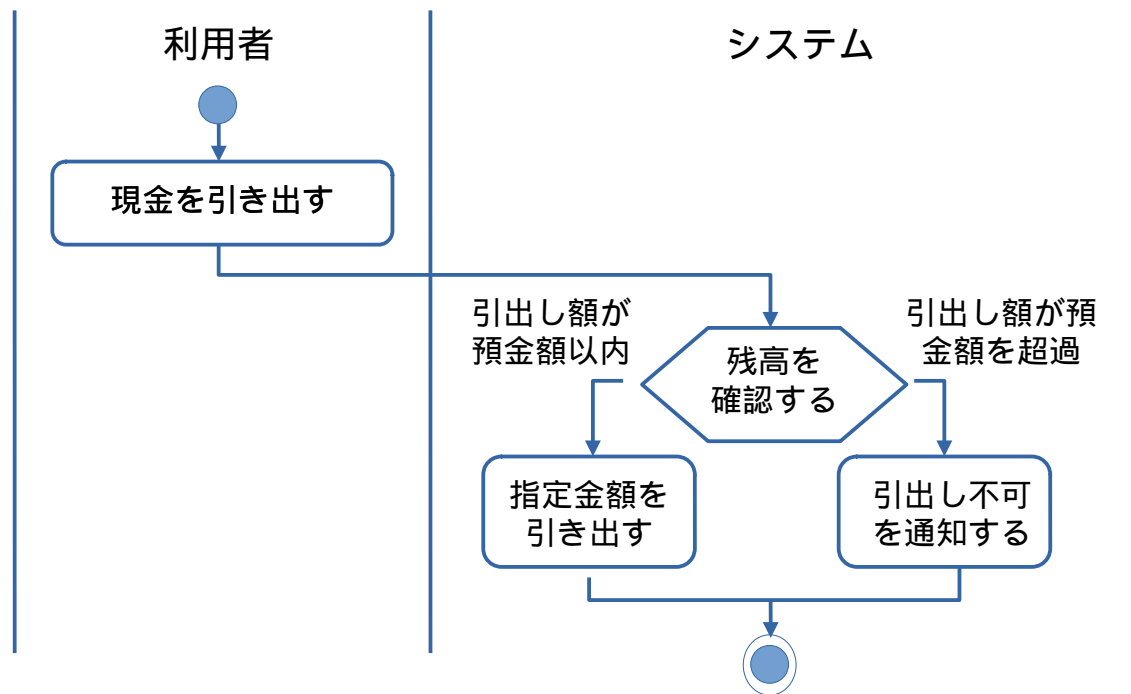 利用者
システム
現金を引き出す
引出し額が
預金額以内
引出し額が預
金額を超過
残高を
確認する
指定金額を
引き出す
引出し不可
を通知する